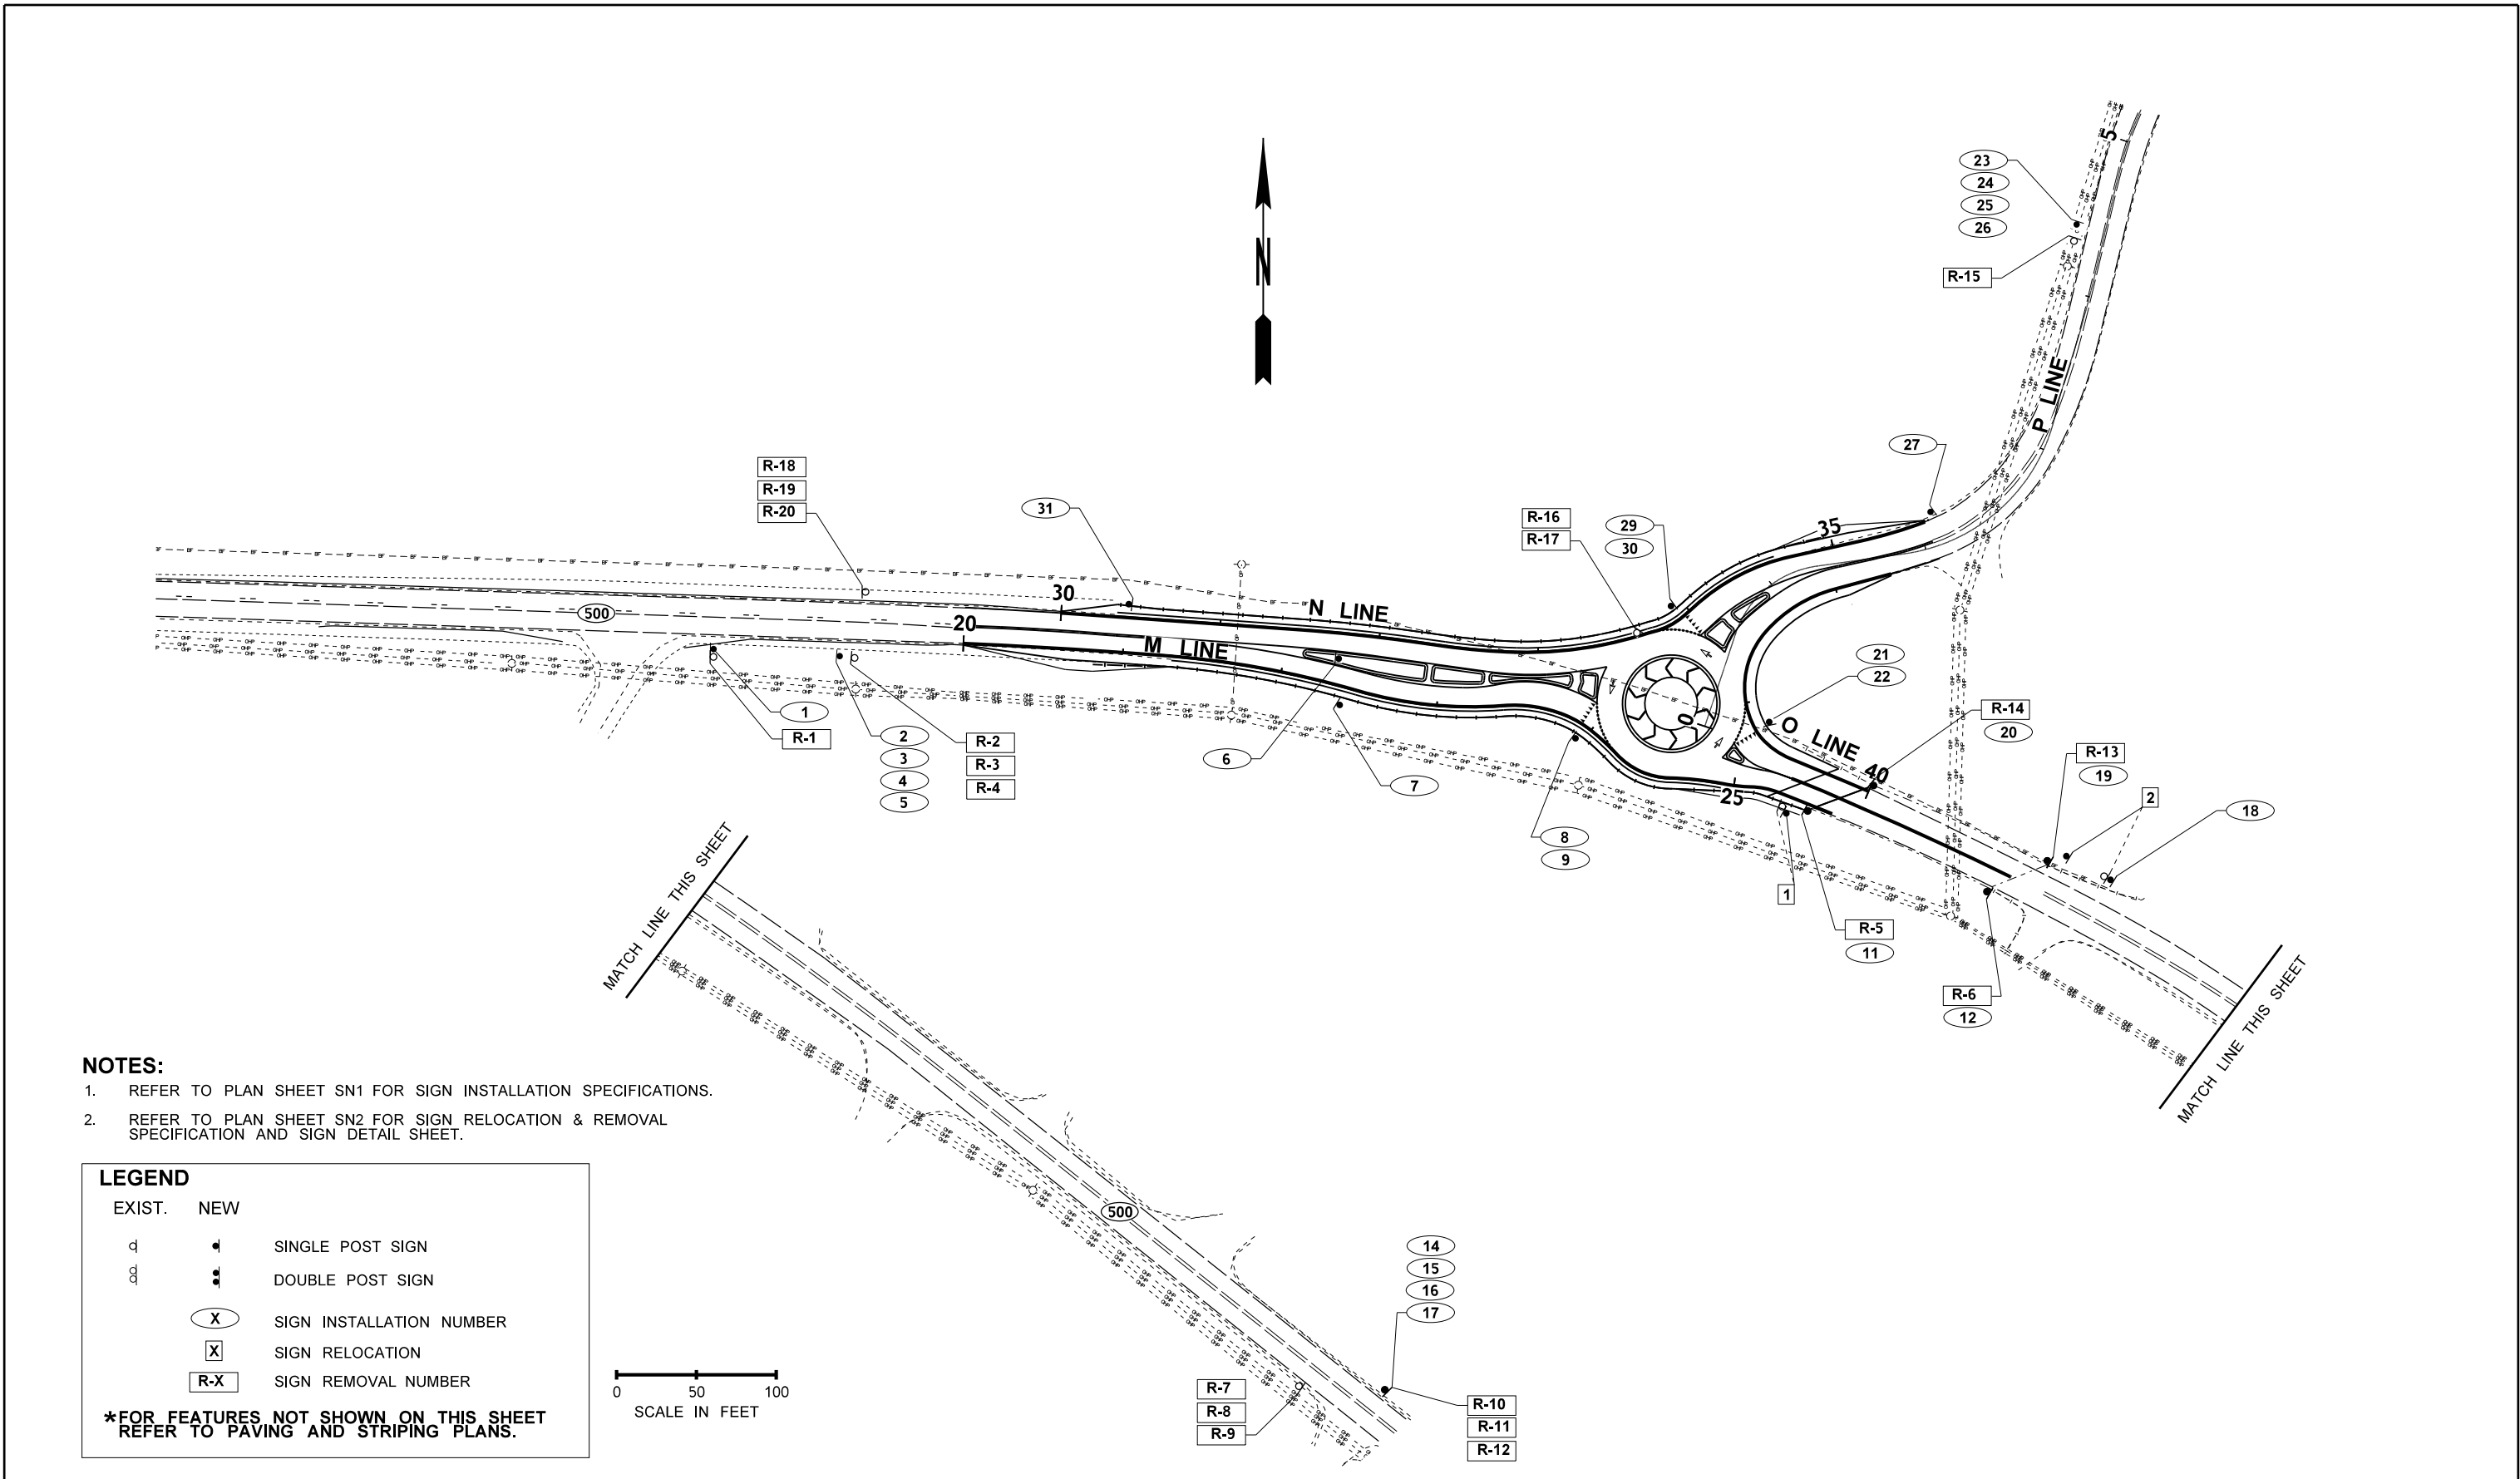 N
5
23
24
25
26
R-15
P LINE
27
R-18
R-19
R-20
31
R-16
R-17
29
30
35
30
N LINE
500
20
M LINE
21
22
0
O LINE
40
R-14
20
1
R-1
2
3
4
5
R-2
R-3
R-4
6
7
R-13
19
2
18
25
8
9
1
R-5
11
R-6
12
MATCH LINE THIS SHEET
MATCH LINE THIS SHEET
500
14
15
16
17
R-7
R-8
R-9
R-10
R-11
R-12
NOTES:
1. REFER TO PLAN SHEET SN1 FOR SIGN INSTALLATION SPECIFICATIONS.
2. REFER TO PLAN SHEET SN2 FOR SIGN RELOCATION & REMOVAL
SPECIFICATION AND SIGN DETAIL SHEET.
LEGEND
EXIST. NEW
SINGLE POST SIGN
DOUBLE POST SIGN
X SIGN INSTALLATION NUMBER
X SIGN RELOCATION
R-X SIGN REMOVAL NUMBER
*FOR FEATURES NOT SHOWN ON THIS SHEET
REFER TO PAVING AND STRIPING PLANS.
0 50 100
SCALE IN FEET